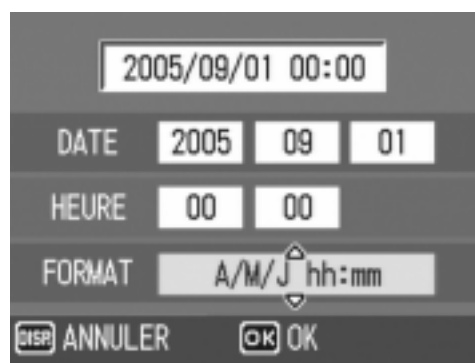 2005/09/01 00:00
DATE 2005 09 01
HEURE 00 00
FORMAT A/M/J hh:mm
DISP. ANNULER OK OK